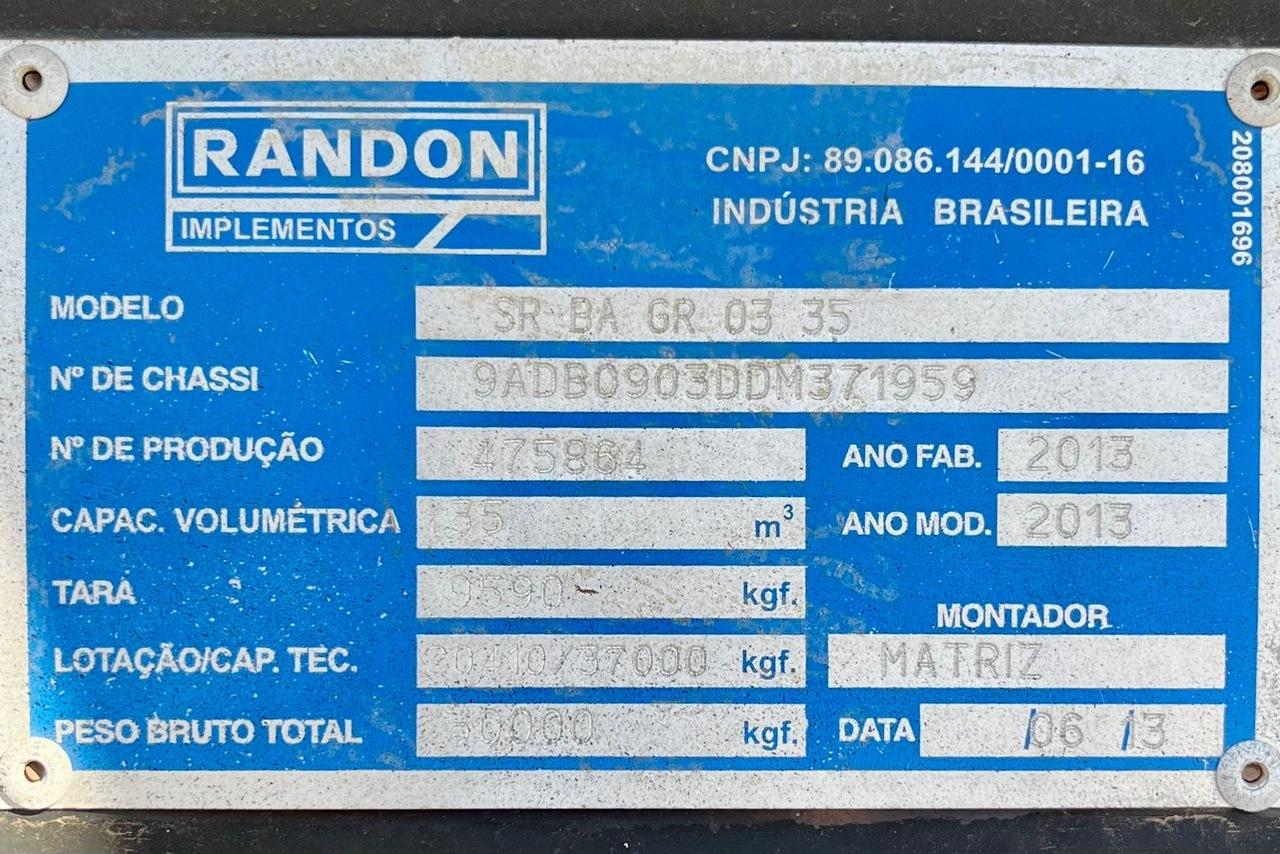 RANDON
IMPLEMENTOS
CNPJ: 89.086.144/0001-16
INDÚSTRIA BRASILEIRA
208001696
MODELO SR BA GR 03 35
Nº DE CHASSI 9ADB0903DDM371959
Nº DE PRODUÇÃO 475864 ANO FAB. 2013
CAPAC. VOLUMÉTRICA 35 m³ ANO MOD. 2013
TARA 9590 kgf.
MONTADOR
LOTAÇÃO/CAP. TEC. 20410/37000 kgf. MATRIZ
PESO BRUTO TOTAL kgf. DATA /06 /13